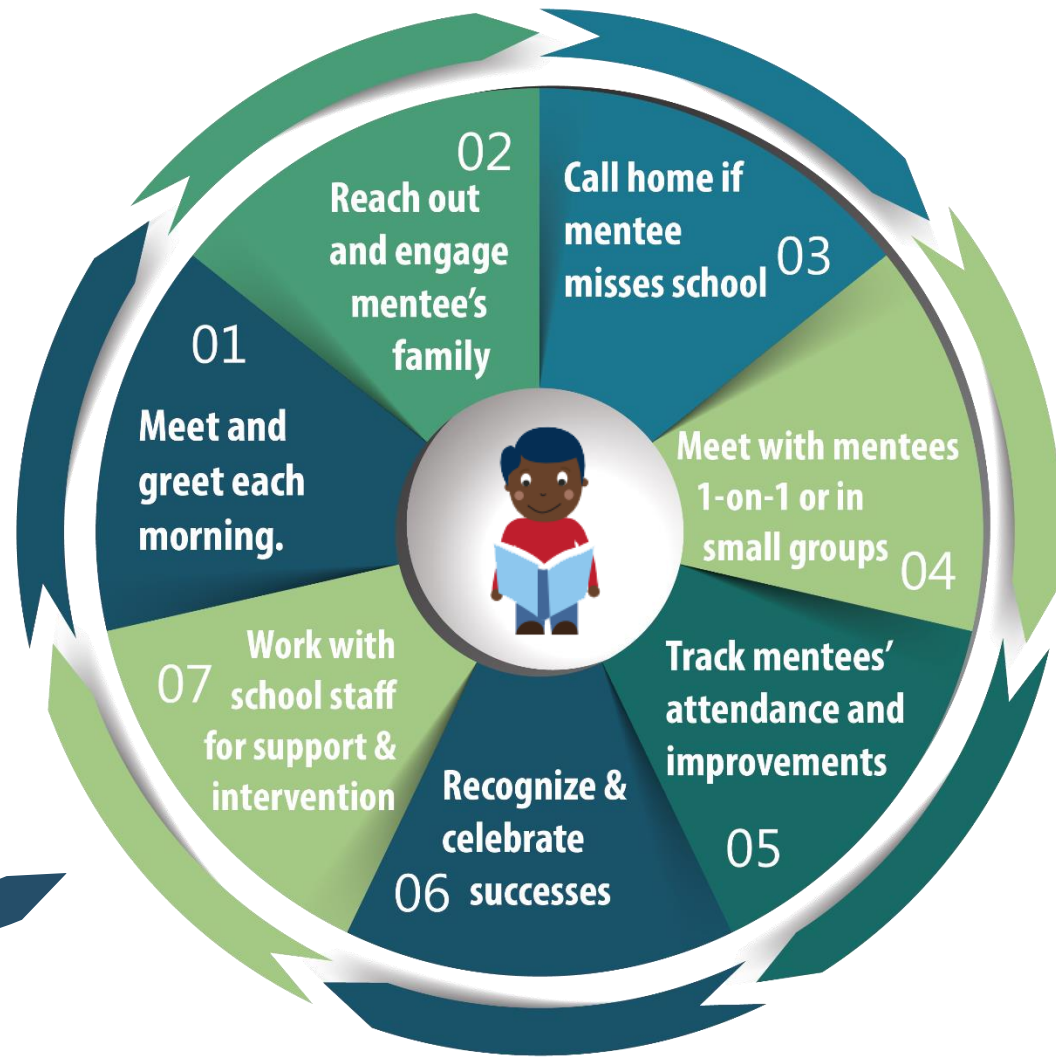 01
Meet and
greet each
morning.
02
Reach out
and engage
mentee’s
family
Call home if
mentee
misses school 03
Meet with mentees
1-on-1 or in
small groups 04
Track mentees’
attendance and
improvements
05
Recognize &
celebrate
06 successes
Work with
07 school staff
for support &
intervention